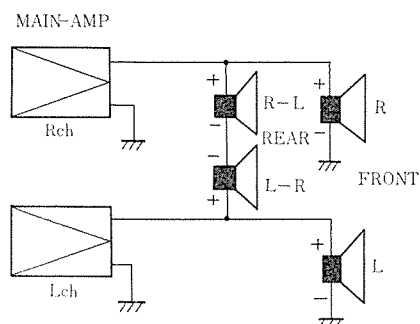 MAIN-AMP
+
R-L
+
R
-
REAR
-
Rch
-
L-R
FRONT
+
+
L
-
Lch